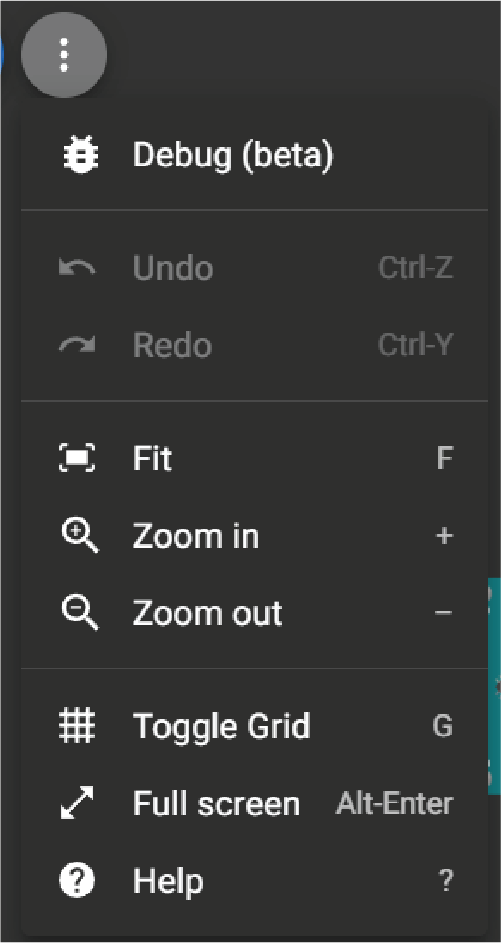 Debug (beta)
Undo Ctrl-Z
Redo Ctrl-Y
Fit F
Zoom in +
Zoom out −
Toggle Grid G
Full screen Alt-Enter
Help ?